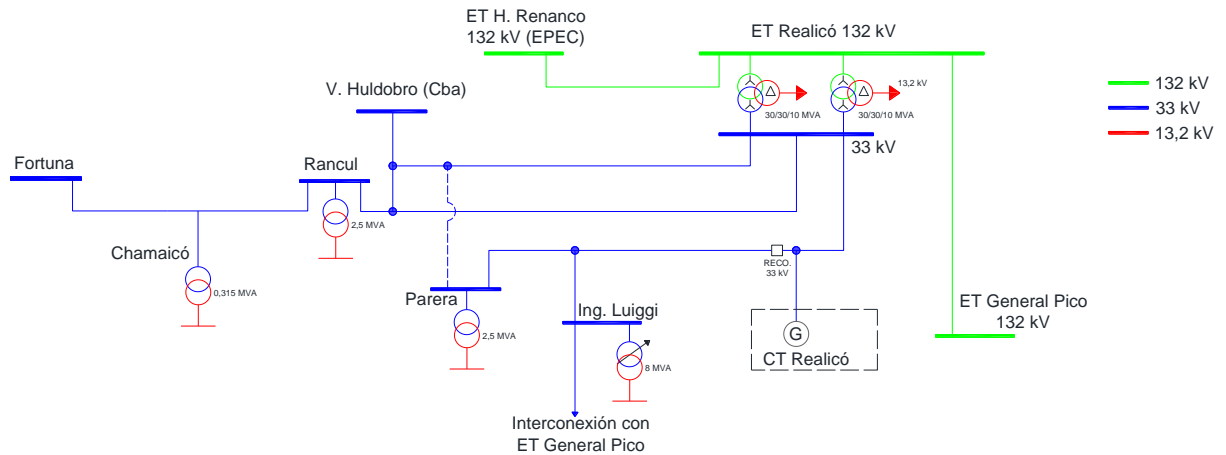 ET H. Renanco
132 kV (EPEC)
ET Realicó 132 kV
132 kV
33 kV
13,2 kV
V. Huldobro (Cba)
13,2 kV
30/30/10 MVA
30/30/10 MVA
33 kV
Fortuna
Rancul
2,5 MVA
Chamaicó
0,315 MVA
RECO.
33 kV
Parera
2,5 MVA
Ing. Luiggi
8 MVA
G
CT Realicó
ET General Pico
132 kV
Interconexión con
ET General Pico